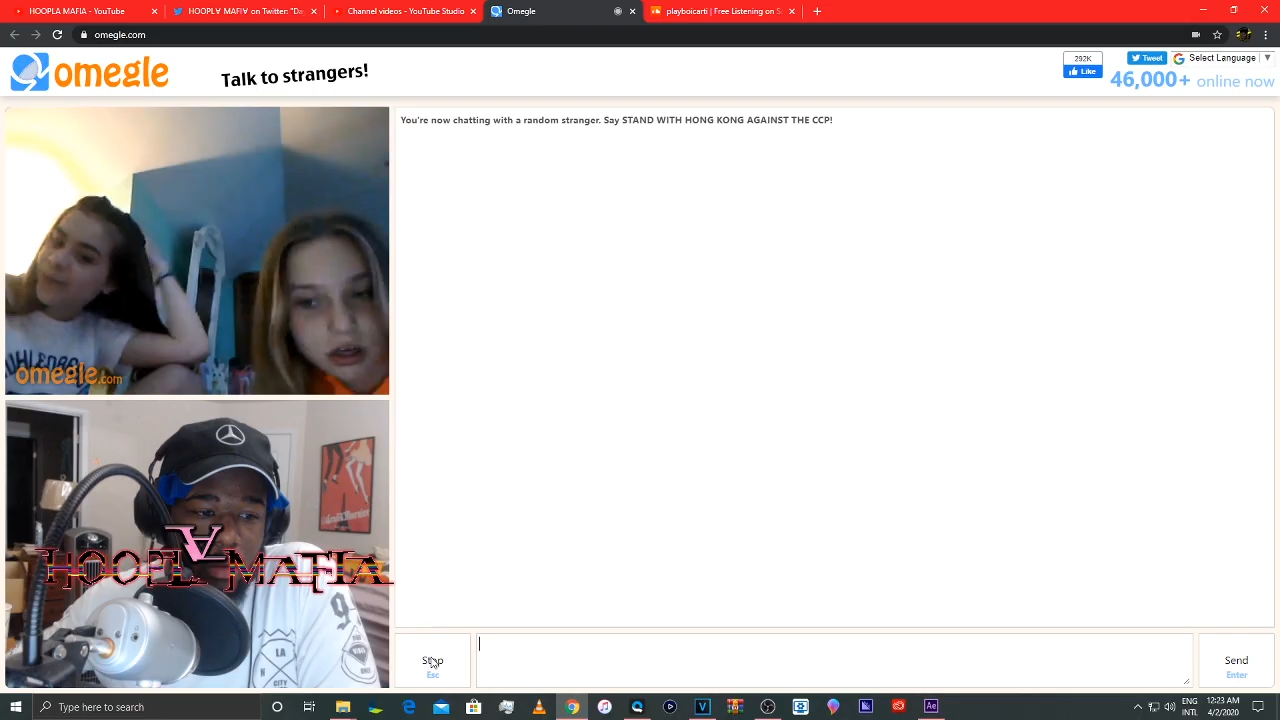 HOOPLA MAFIA - YouTube
HOOPLV MAFIV on Twitter: "Da
Channel videos - YouTube Studio
Omegle
playboicarti | Free Listening on S
omegle.com
omegle
Talk to strangers!
292K
Like
Tweet
Select Language
46,000+ online now
You're now chatting with a random stranger. Say STAND WITH HONG KONG AGAINST THE CCP!
omegle.com
HOOPL∀ MAFIA
LA
N
CITY
Stop
Esc
Send
Enter
Type here to search
ENG
INTL
12:23 AM
4/2/2020